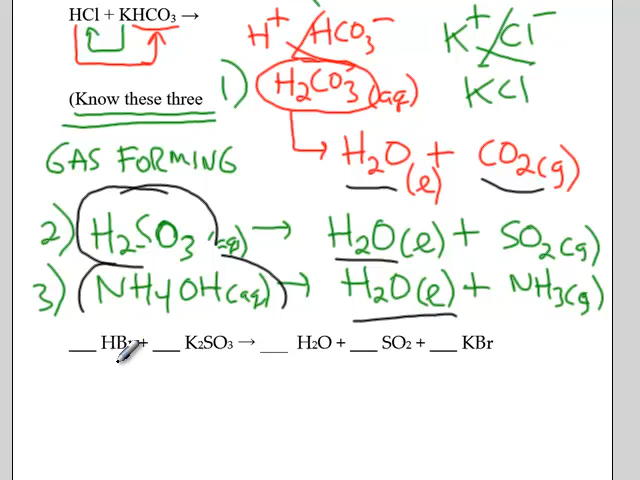 HCl + KHCO₃ →
H⁺ HCO₃⁻
K⁺ Cl⁻
1) H₂CO₃(aq)
KCl
(Know these three
→ H₂O(l) + CO₂(g)
GAS FORMING
2) H₂SO₃(aq) → H₂O(l) + SO₂(g)
3) NH4OH(aq) → H₂O(l) + NH₃(g)
___ HBr + ___ K₂SO₃ → ___ H₂O + ___ SO₂ + ___ KBr